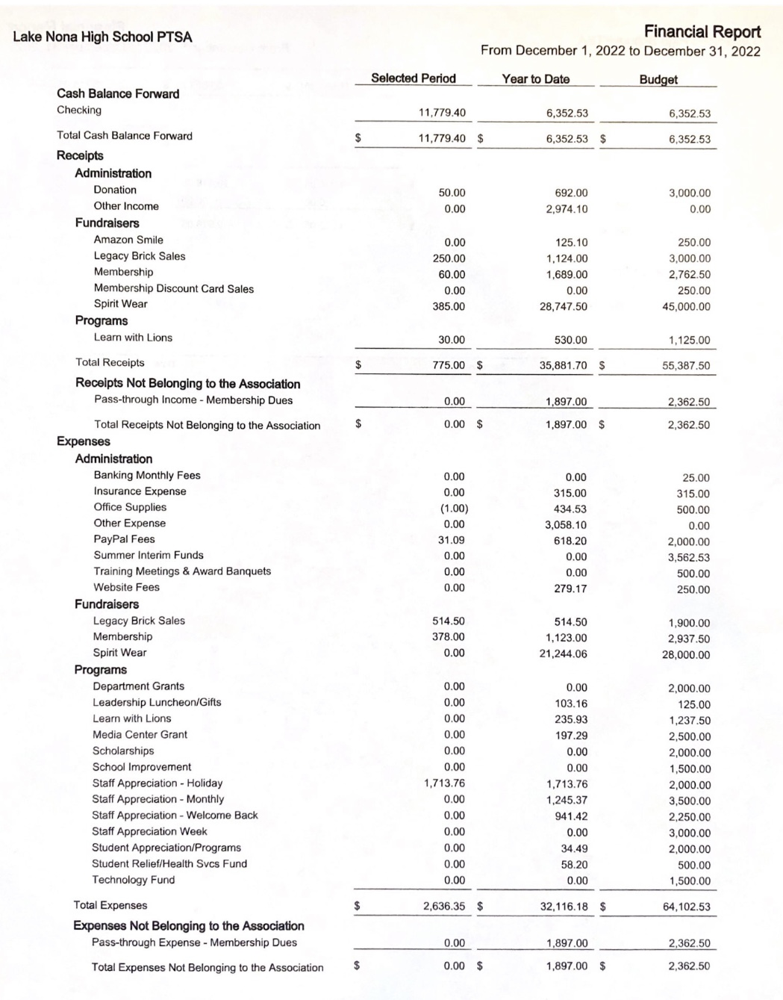 Lake Nona High School PTSA
Financial Report
From December 1, 2022 to December 31, 2022
Selected Period Year to Date Budget
Cash Balance Forward
Checking 11,779.40 6,352.53 6,352.53
Total Cash Balance Forward $ 11,779.40 $ 6,352.53 $ 6,352.53
Receipts
Administration
Donation 50.00 692.00 3,000.00
Other Income 0.00 2,974.10 0.00
Fundraisers
Amazon Smile 0.00 125.10 250.00
Legacy Brick Sales 250.00 1,124.00 3,000.00
Membership 60.00 1,689.00 2,762.50
Membership Discount Card Sales 0.00 0.00 250.00
Spirit Wear 385.00 28,747.50 45,000.00
Programs
Learn with Lions 30.00 530.00 1,125.00
Total Receipts $ 775.00 $ 35,881.70 $ 55,387.50
Receipts Not Belonging to the Association
Pass-through Income - Membership Dues 0.00 1,897.00 2,362.50
Total Receipts Not Belonging to the Association $ 0.00 $ 1,897.00 $ 2,362.50
Expenses
Administration
Banking Monthly Fees 0.00 0.00 25.00
Insurance Expense 0.00 315.00 315.00
Office Supplies (1.00) 434.53 500.00
Other Expense 0.00 3,058.10 0.00
PayPal Fees 31.09 618.20 2,000.00
Summer Interim Funds 0.00 0.00 3,562.53
Training Meetings & Award Banquets 0.00 0.00 500.00
Website Fees 0.00 279.17 250.00
Fundraisers
Legacy Brick Sales 514.50 514.50 1,900.00
Membership 378.00 1,123.00 2,937.50
Spirit Wear 0.00 21,244.06 28,000.00
Programs
Department Grants 0.00 0.00 2,000.00
Leadership Luncheon/Gifts 0.00 103.16 125.00
Learn with Lions 0.00 235.93 1,237.50
Media Center Grant 0.00 197.29 2,500.00
Scholarships 0.00 0.00 2,000.00
School Improvement 0.00 0.00 1,500.00
Staff Appreciation - Holiday 1,713.76 1,713.76 2,000.00
Staff Appreciation - Monthly 0.00 1,245.37 3,500.00
Staff Appreciation - Welcome Back 0.00 941.42 2,250.00
Staff Appreciation Week 0.00 0.00 3,000.00
Student Appreciation/Programs 0.00 34.49 2,000.00
Student Relief/Health Svcs Fund 0.00 58.20 500.00
Technology Fund 0.00 0.00 1,500.00
Total Expenses $ 2,636.35 $ 32,116.18 $ 64,102.53
Expenses Not Belonging to the Association
Pass-through Expense - Membership Dues 0.00 1,897.00 2,362.50
Total Expenses Not Belonging to the Association $ 0.00 $ 1,897.00 $ 2,362.50